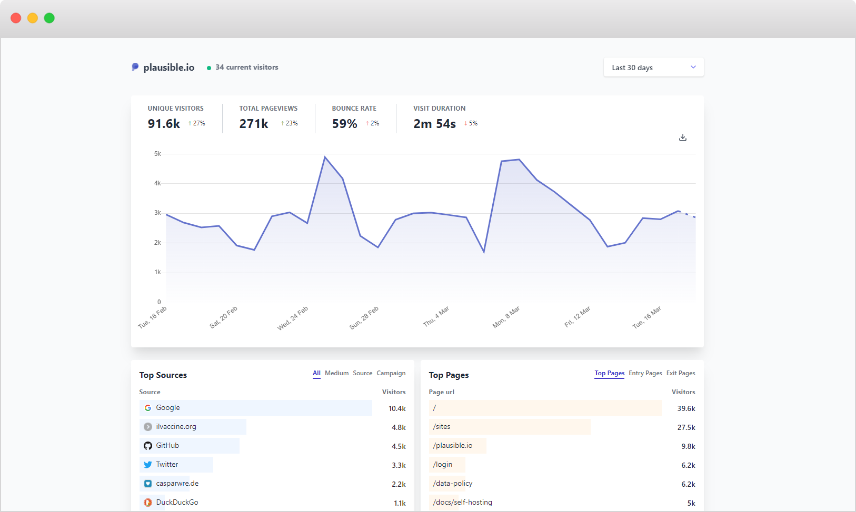 plausible.io 34 current visitors Last 30 days
UNIQUE VISITORS TOTAL PAGEVIEWS BOUNCE RATE VISIT DURATION
91.6k ↑ 27% 271k ↑ 23% 59% ↑ 2% 2m 54s ↓ 5%
5k
4k
3k
2k
1k
0
Tue, 16 Feb Sat, 20 Feb Wed, 24 Feb Sun, 28 Feb Thu, 4 Mar Mon, 8 Mar Fri, 12 Mar Tue, 16 Mar
Top Sources All Medium Source Campaign
Source Visitors
Google 10.4k
ilvaccine.org 4.8k
GitHub 4.5k
Twitter 3.3k
casparwre.de 2.2k
DuckDuckGo 1.1k
Top Pages Top Pages Entry Pages Exit Pages
Page url Visitors
/ 39.6k
/sites 27.5k
/plausible.io 9.8k
/login 6.2k
/data-policy 6.2k
/docs/self-hosting 5k